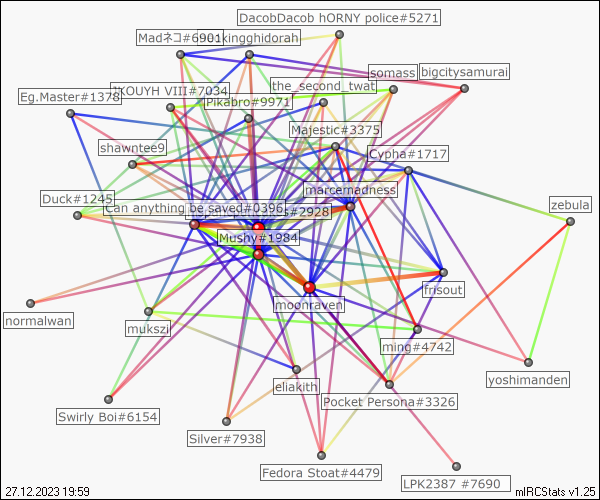 DacobDacob hORNY police#5271
Madネコ#6901
kingghidorah
the_second_twat
somass
bigcitysamurai
Eg.Master#1378
KOUYH VIII#7034
Pikabro#9971
Majestic#3375
shawntee9
Cypha#1717
marcernadness
Duck#1245
Can anything be saved#0396
s#2928
zebula
Mushy#1984
frisout
moonraven
normalwan
mukszi
ming#4742
eliakith
yoshimanden
Pocket Persona#3326
Swirly Boi#6154
Silver#7938
Fedora Stoat#4479
LPK2387 #7690
27.12.2023 19:59
mIRCStats v1.25